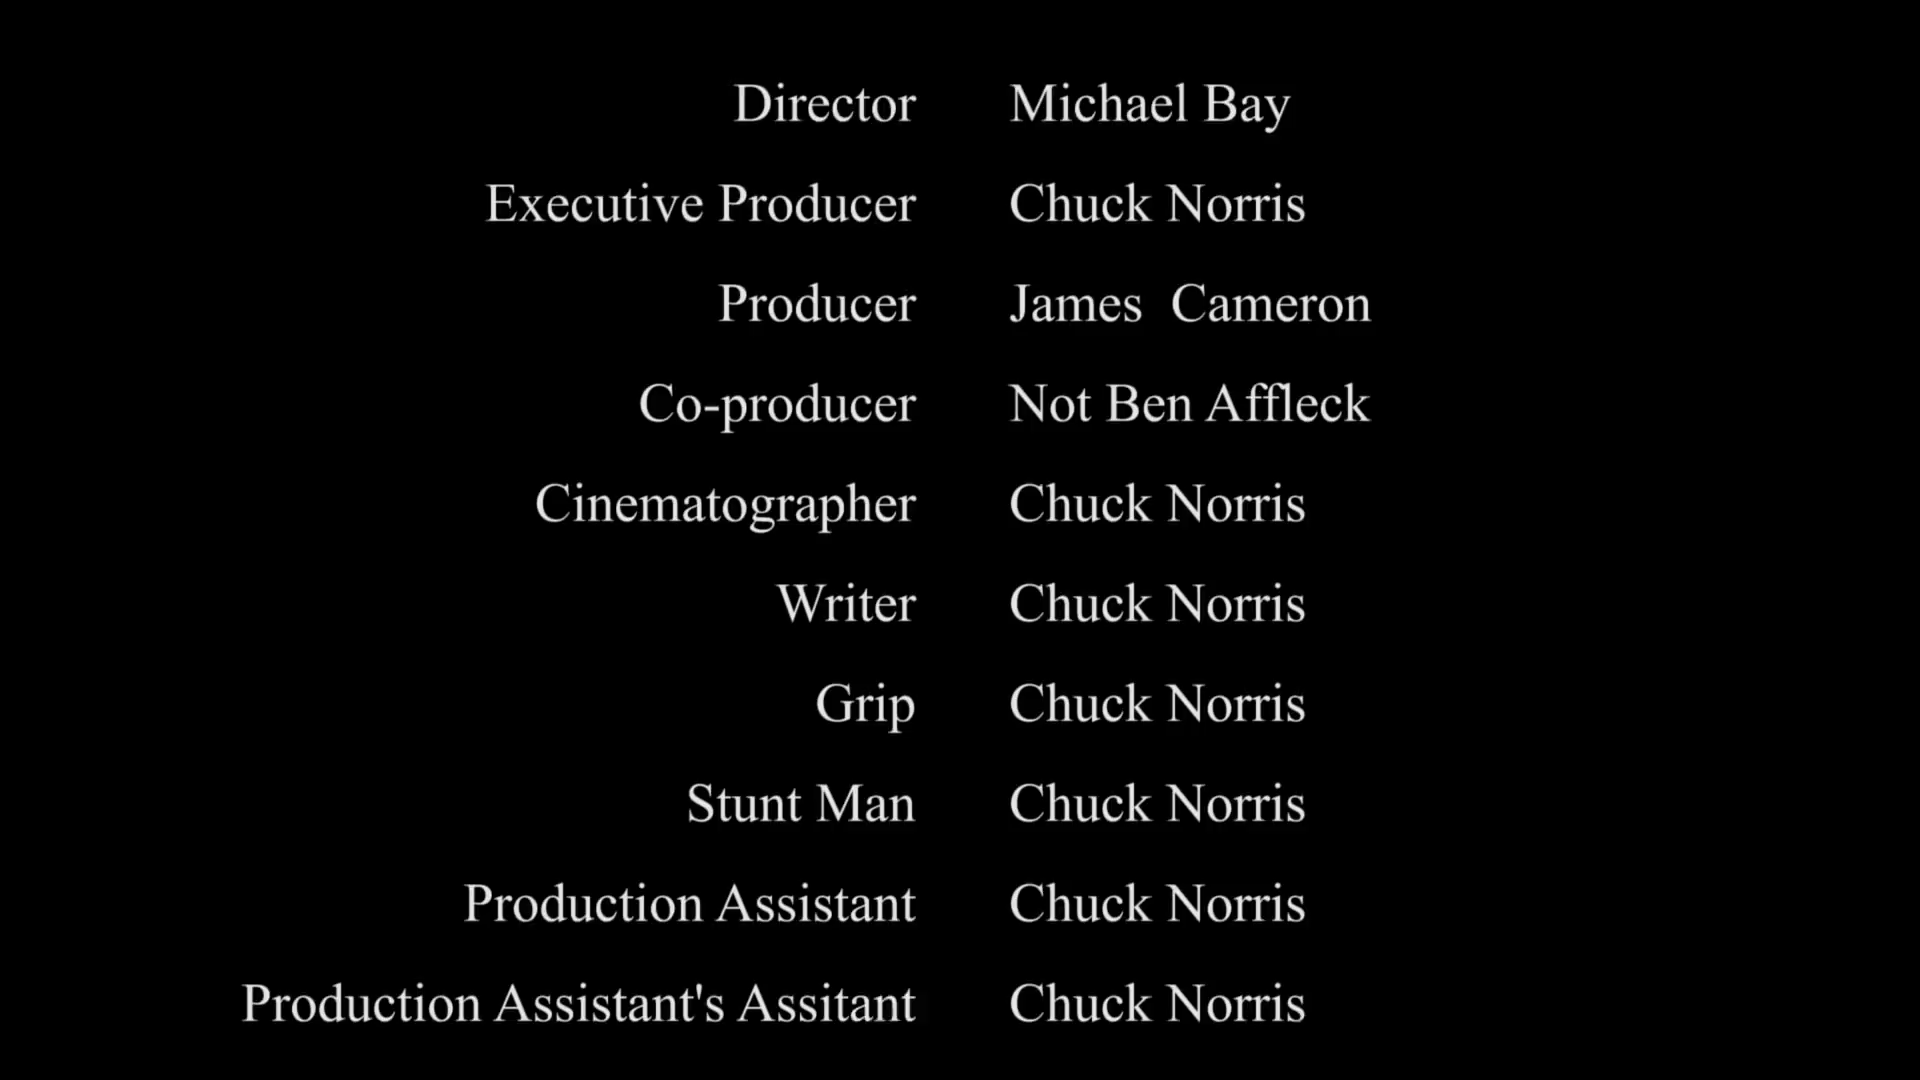 Director Michael Bay
Executive Producer Chuck Norris
Producer James  Cameron
Co-producer Not Ben Affleck
Cinematographer Chuck Norris
Writer Chuck Norris
Grip Chuck Norris
Stunt Man Chuck Norris
Production Assistant Chuck Norris
Production Assistant's Assitant Chuck Norris